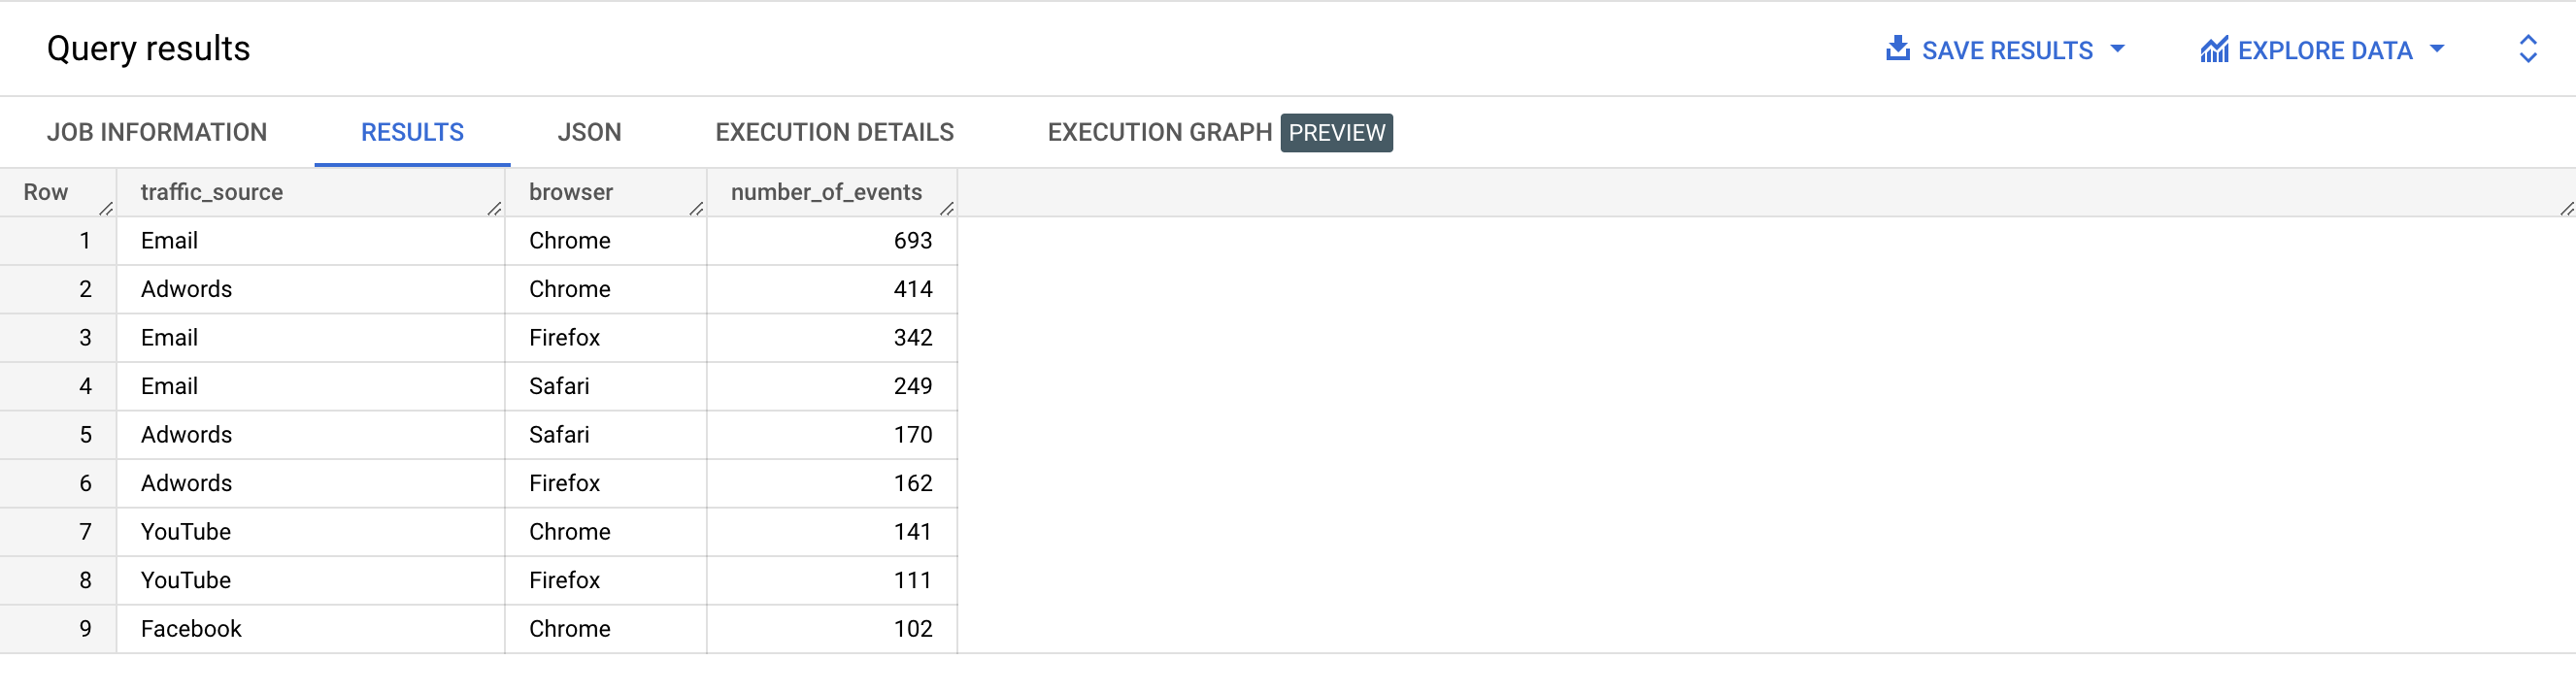 Query results SAVE RESULTS EXPLORE DATA
JOB INFORMATION RESULTS JSON EXECUTION DETAILS EXECUTION GRAPH PREVIEW
Row traffic_source browser number_of_events
1 Email Chrome 693
2 Adwords Chrome 414
3 Email Firefox 342
4 Email Safari 249
5 Adwords Safari 170
6 Adwords Firefox 162
7 YouTube Chrome 141
8 YouTube Firefox 111
9 Facebook Chrome 102